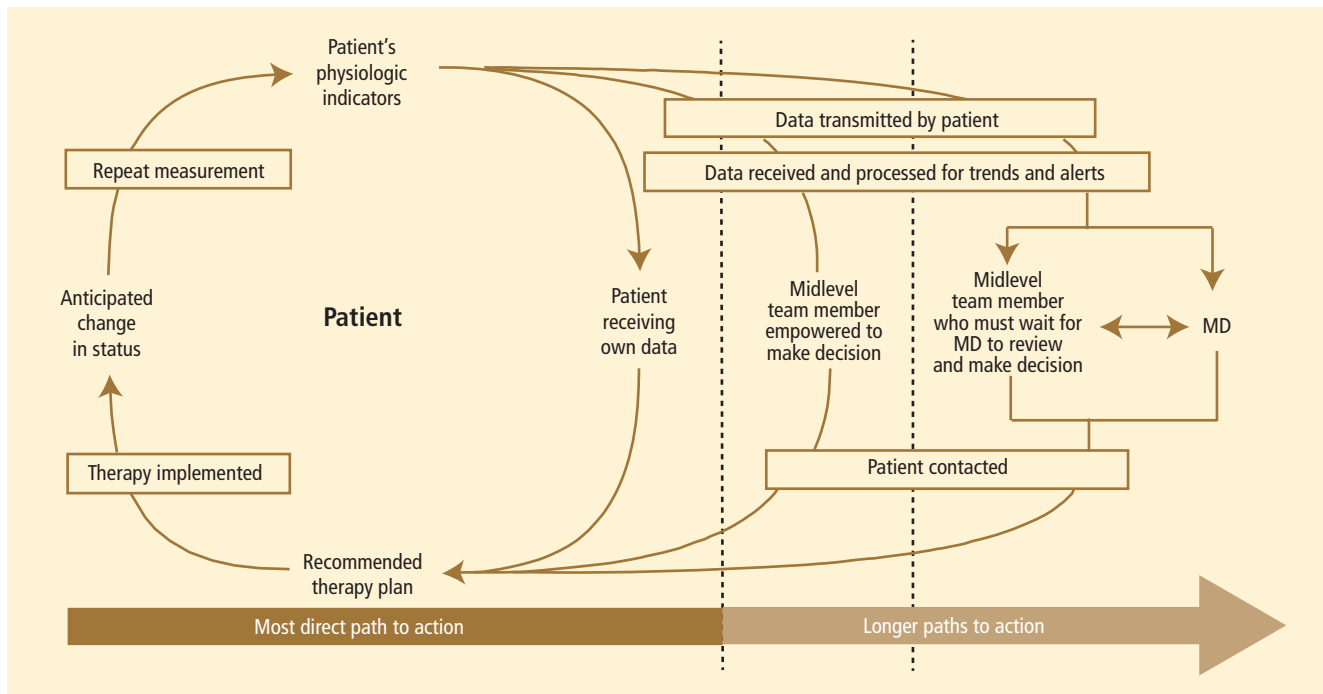 Patient's
physiologic
indicators
Data transmitted by patient
Repeat measurement
Data received and processed for trends and alerts
Anticipated
change
in status
Patient
Patient
receiving
own data
Midlevel
team member
empowered to
make decision
Midlevel
team member
who must wait for
MD to review
and make decision
MD
Therapy implemented
Patient contacted
Recommended
therapy plan
Most direct path to action
Longer paths to action